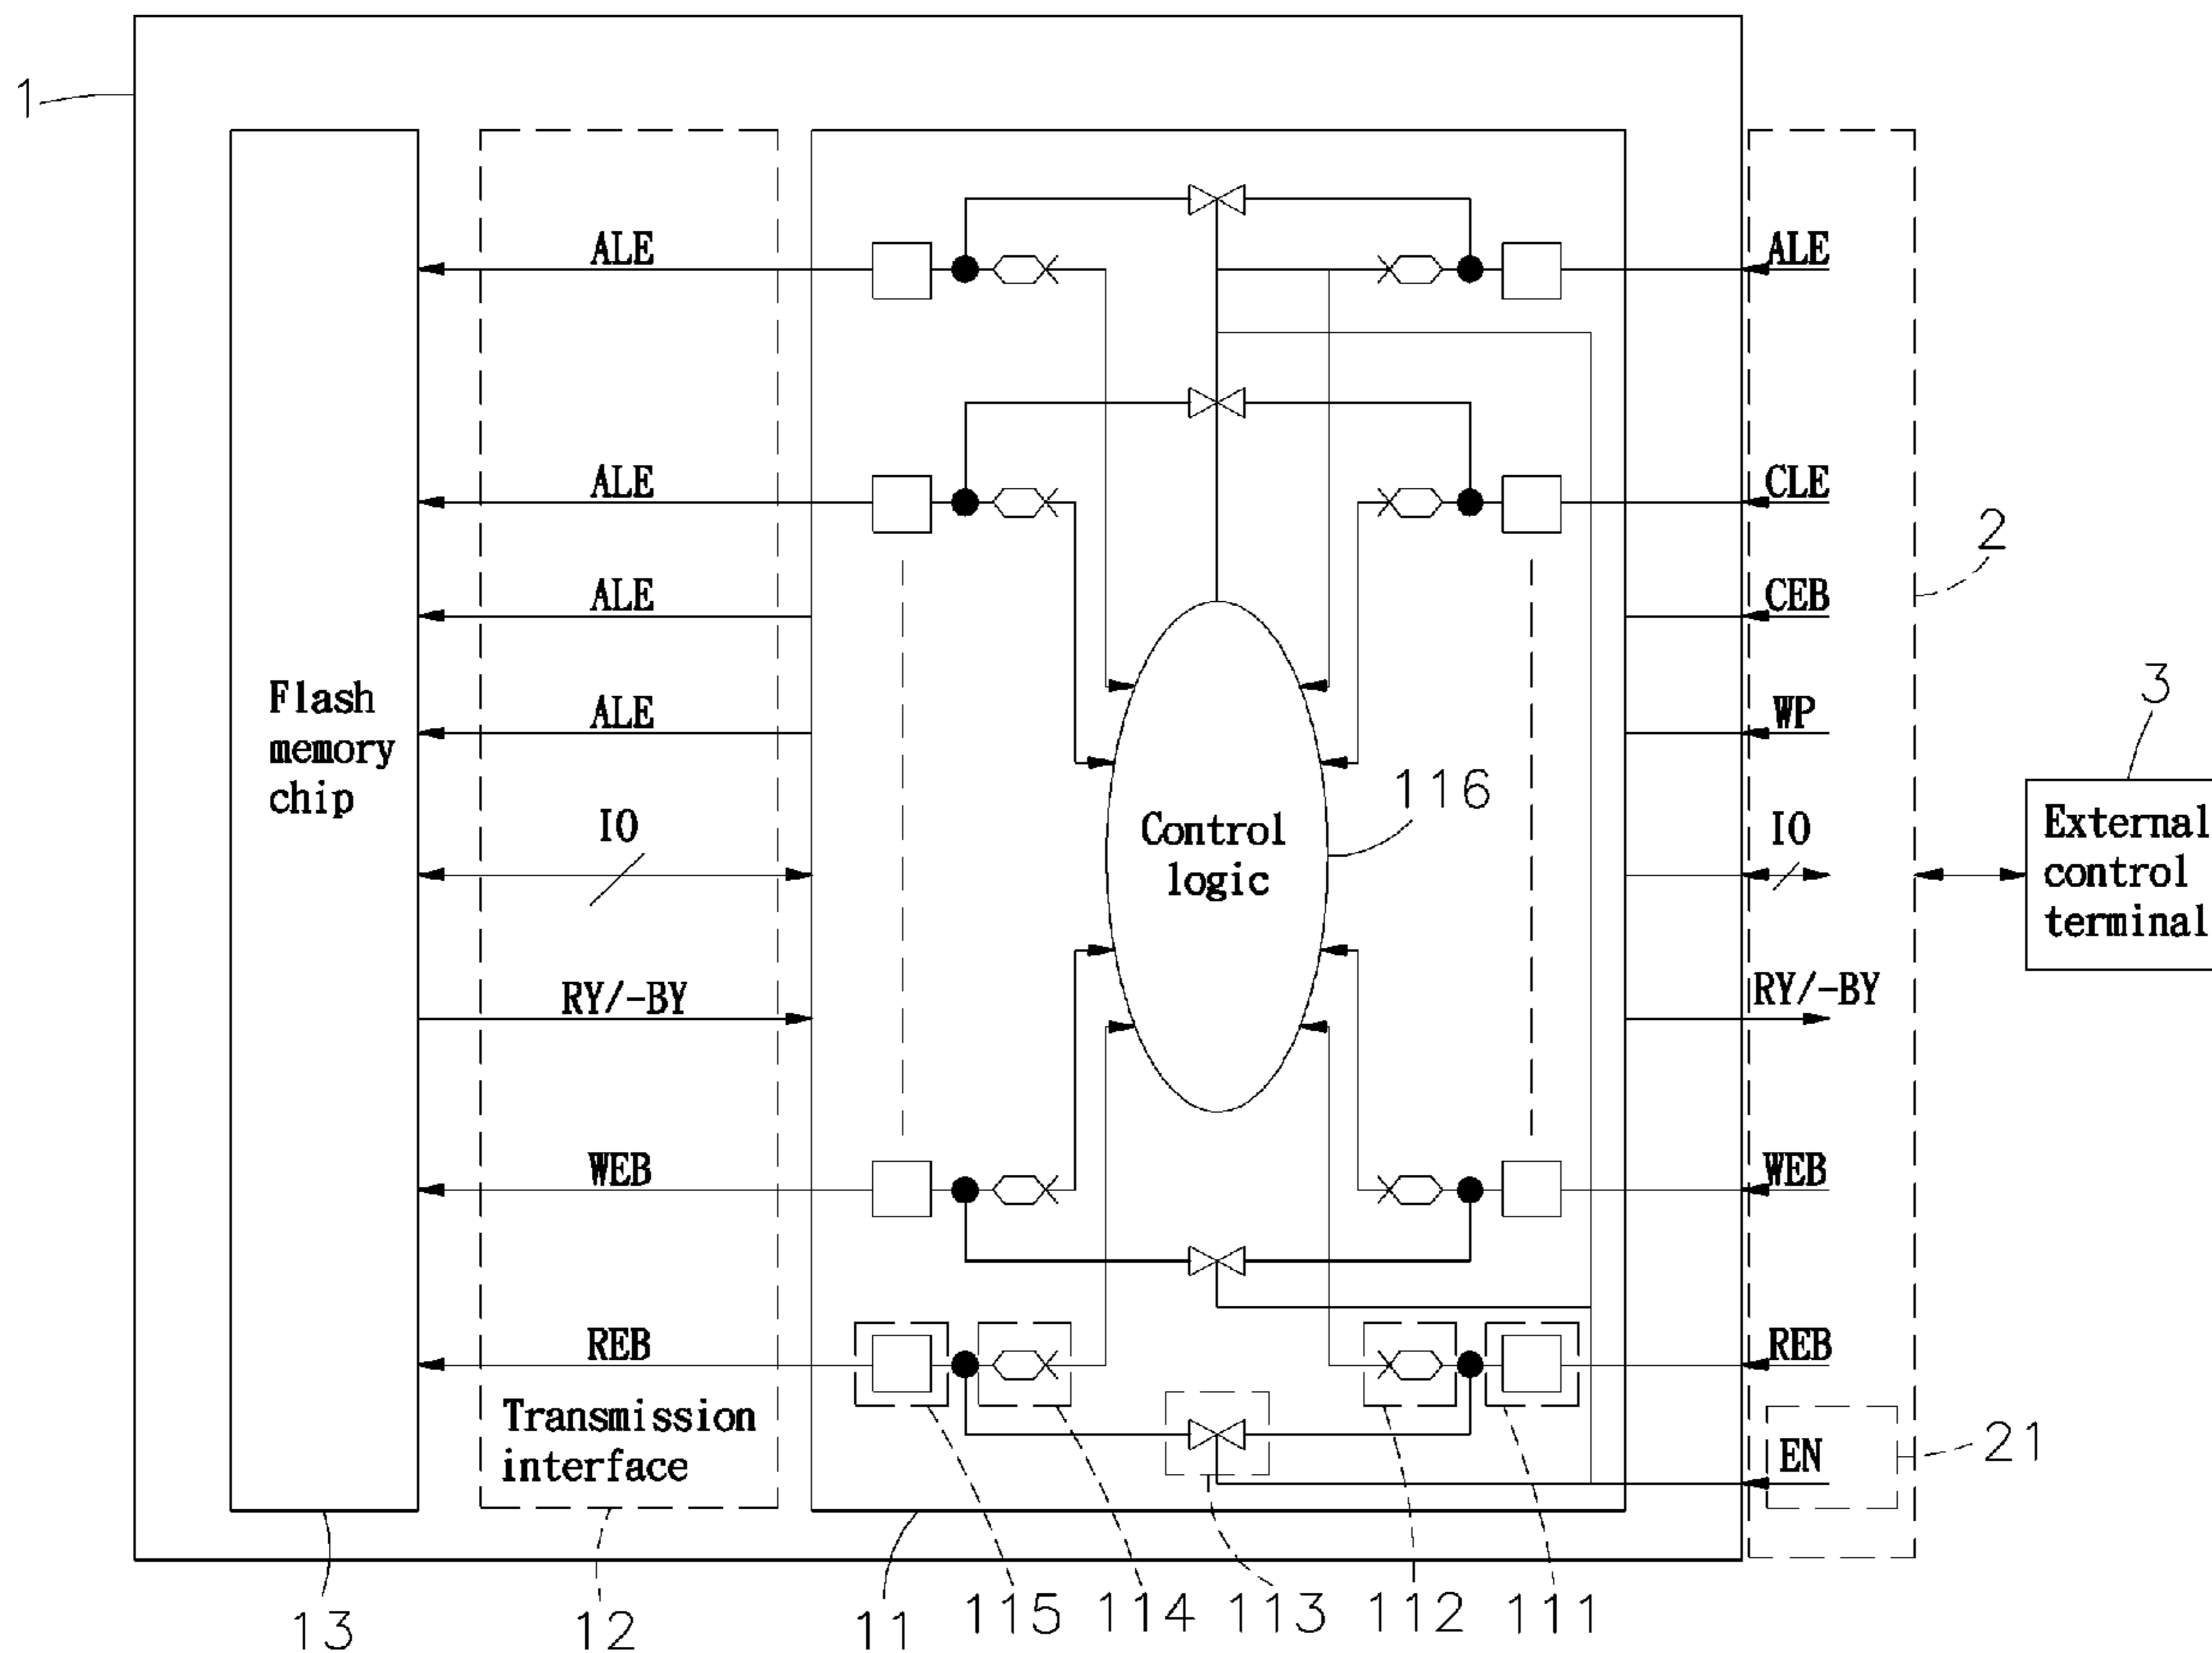 1
ALE
ALE
ALE
CLE
2
ALE
CEB
ALE
WP
3
Flash
memory
chip
IO
Control
logic
116
IO
External
control
terminal
RY/-BY
RY/-BY
WEB
WEB
REB
REB
Transmission
interface
EN
21
13
12
11
115
114
113
112
111